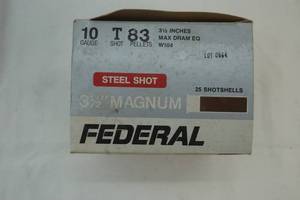 10 T 83 3½ INCHES
GAUGE SHOT PELLETS MAX DRAM EQ
W104
STEEL SHOT
25 SHOTSHELLS
3½" MAGNUM
FEDERAL